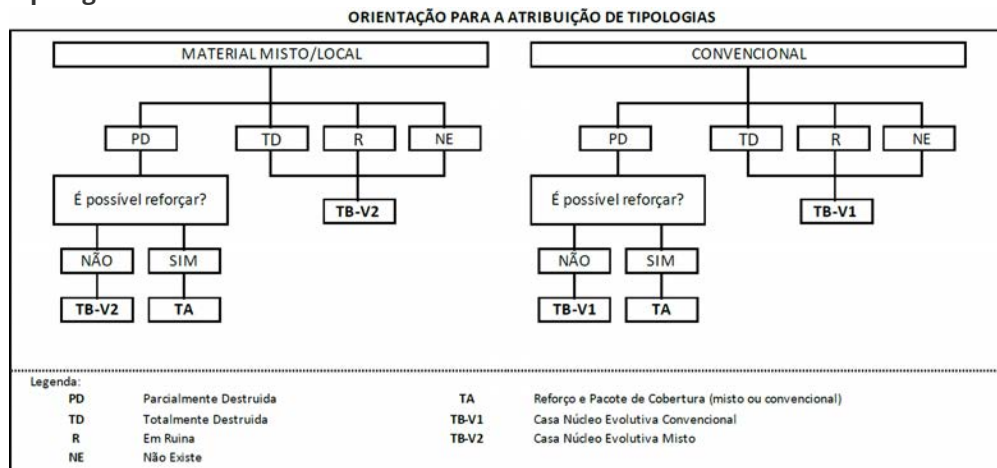 ORIENTAÇÃO PARA A ATRIBUIÇÃO DE TIPOLOGIAS
MATERIAL MISTO/LOCAL
PD
TD
R
NE
É possível reforçar?
TB-V2
NÃO
SIM
TB-V2
TA
CONVENCIONAL
PD
TD
R
NE
É possível reforçar?
TB-V1
NÃO
SIM
TB-V1
TA
Legenda:
PD Parcialmente Destruida
TD Totalmente Destruida
R Em Ruina
NE Não Existe
TA Reforço e Pacote de Cobertura (misto ou convencional)
TB-V1 Casa Núcleo Evolutiva Convencional
TB-V2 Casa Núcleo Evolutiva Misto